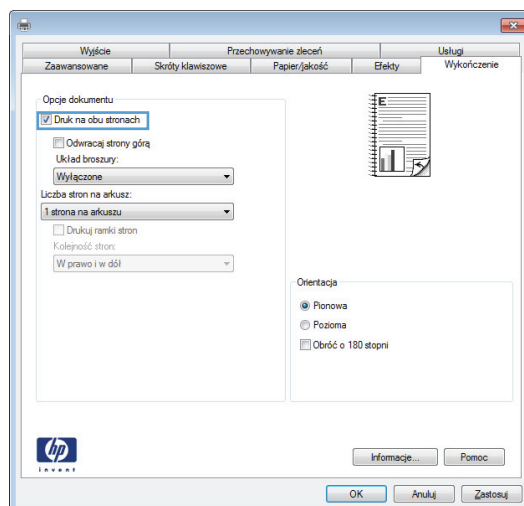 Wyjście Przechowywanie zleceń Usługi
Zaawansowane Skróty klawiszowe Papier/jakość Efekty Wykończenie
Opcje dokumentu
Druk na obu stronach
Odwracaj strony górą
Układ broszury:
Wyłączone
Liczba stron na arkusz:
1 strona na arkuszu
Drukuj ramki stron
Kolejność stron:
W prawo i w dół
E
Orientacja
Pionowa
Pozioma
Obróć o 180 stopni
hp
invent
Informacje... Pomoc
OK Anuluj Zastosuj